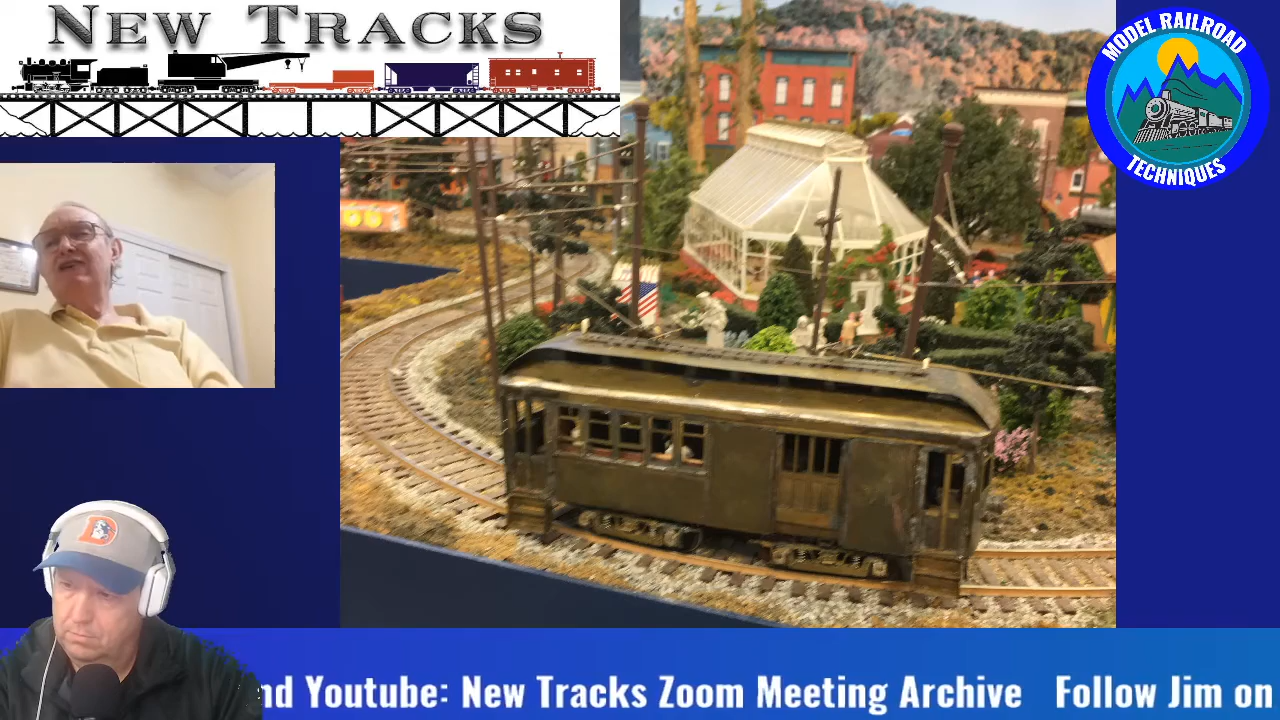 NEW TRACKS
MODEL RAILROAD
TECHNIQUES
nd Youtube: New Tracks Zoom Meeting Archive Follow Jim on